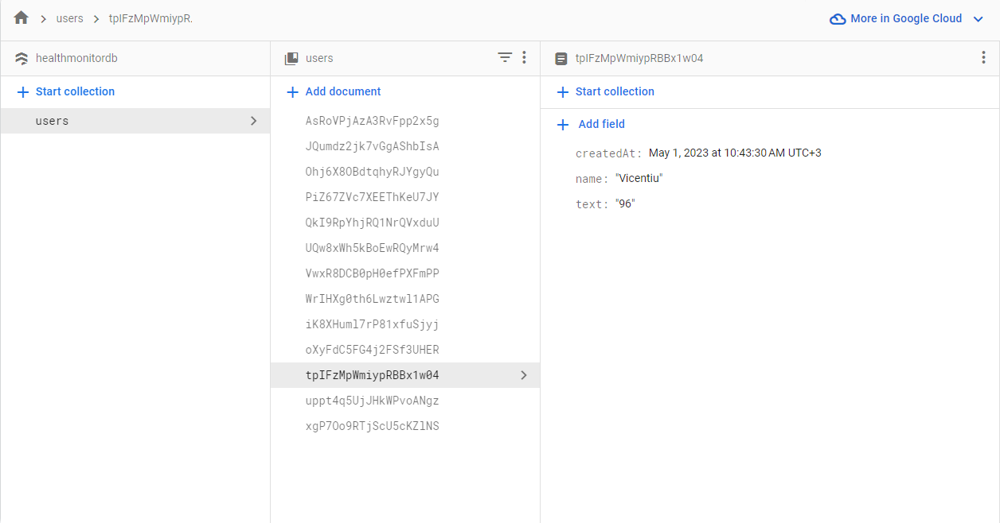 users
tpIFzMpWmiypR.
More in Google Cloud
healthmonitordb
users
tpIFzMpWmiypRBBx1w04
Start collection
Add document
Start collection
users
AsRoVPjAzA3RvFpp2x5g
JQumdz2jk7vGgAShbIsA
Ohj6X8OBdtqhyRJYgyQu
PiZ67ZVc7XEEThKeU7JY
QkI9RpYhjRQ1NrQVxduU
UQw8xWh5kBoEwRQyMrw4
VwxR8DCB0pH0efPXFmPP
WrIHXg0th6Lwztwl1APG
iK8XHuml7rP81xfuSjyj
oXyFdC5FG4j2FSf3UHER
tpIFzMpWmiypRBBx1w04
uppt4q5UjJHkWPvoANgz
xgP7Oo9RTjScU5cKZlNS
Add field
createdAt: May 1, 2023 at 10:43:30 AM UTC+3
name: "Vicentiu"
text: "96"